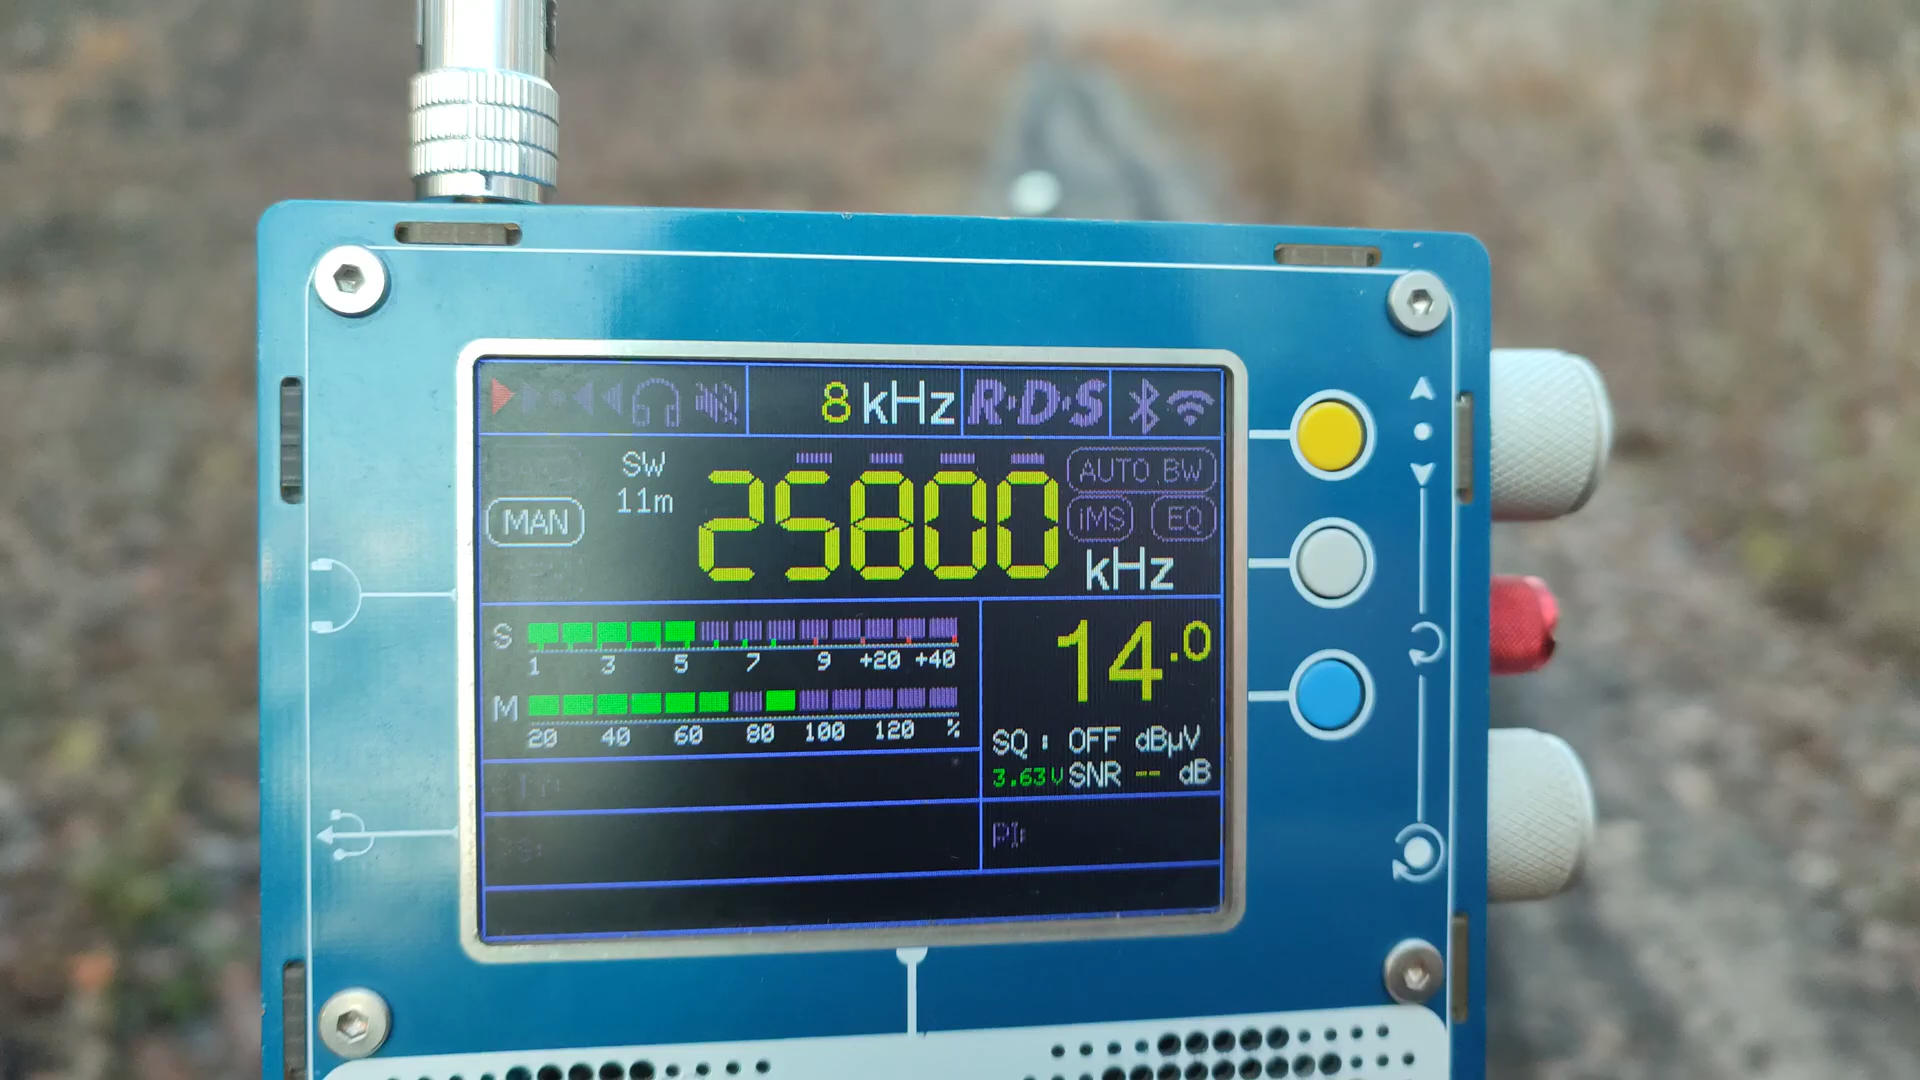 8 kHz R·D·S
SW AUTO BW
11m
MAN 25800 iMS EQ
kHz
S
1 3 5 7 9 +20 +40
14.0
M
20 40 60 80 100 120 %
SQ: OFF dBµV
3.63V SNR -- dB
PI: